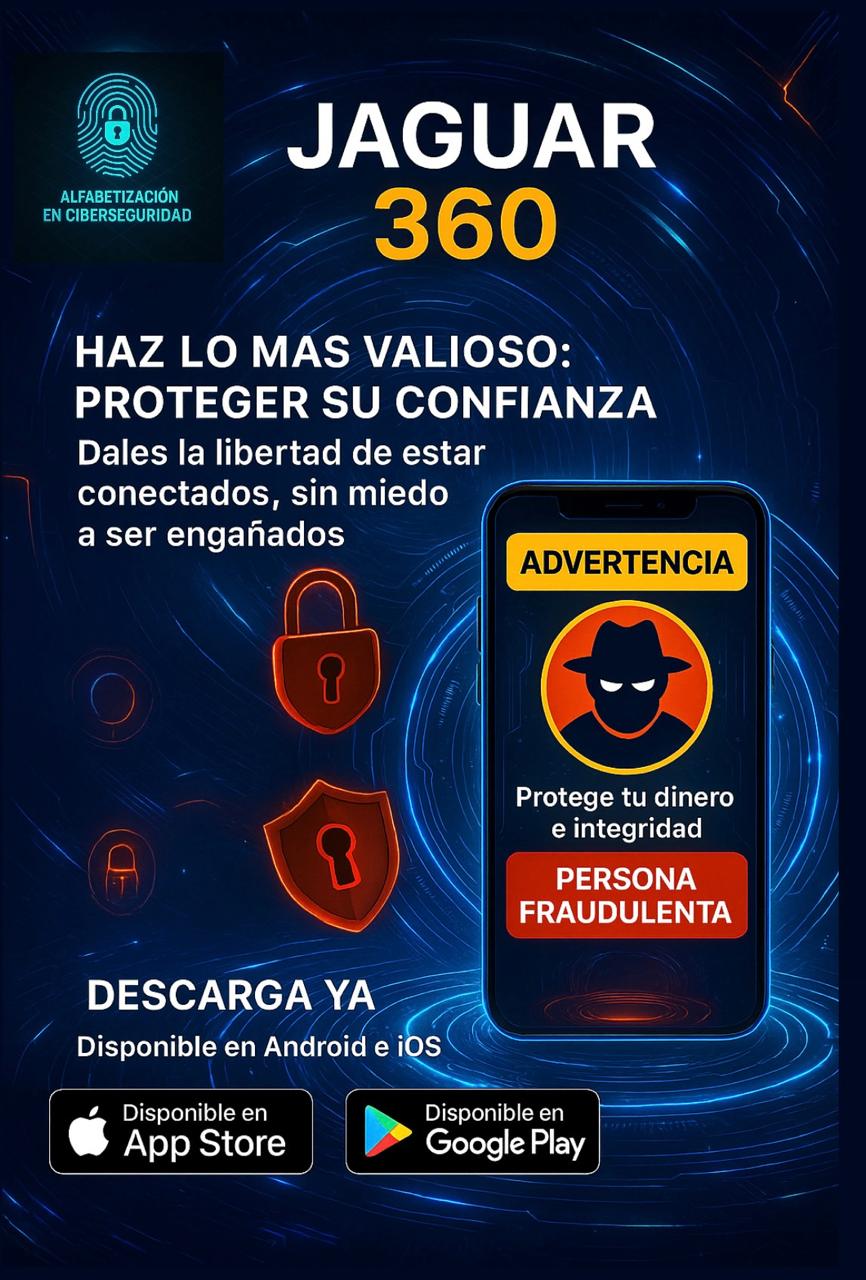 ALFABETIZACIÓN
EN CIBERSEGURIDAD
JAGUAR
360
HAZ LO MAS VALIOSO:
PROTEGER SU CONFIANZA
Dales la libertad de estar
conectados, sin miedo
a ser engañados
ADVERTENCIA
Protege tu dinero
e integridad
PERSONA
FRAUDULENTA
DESCARGA YA
Disponible en Android e iOS
Disponible en
App Store
Disponible en
Google Play